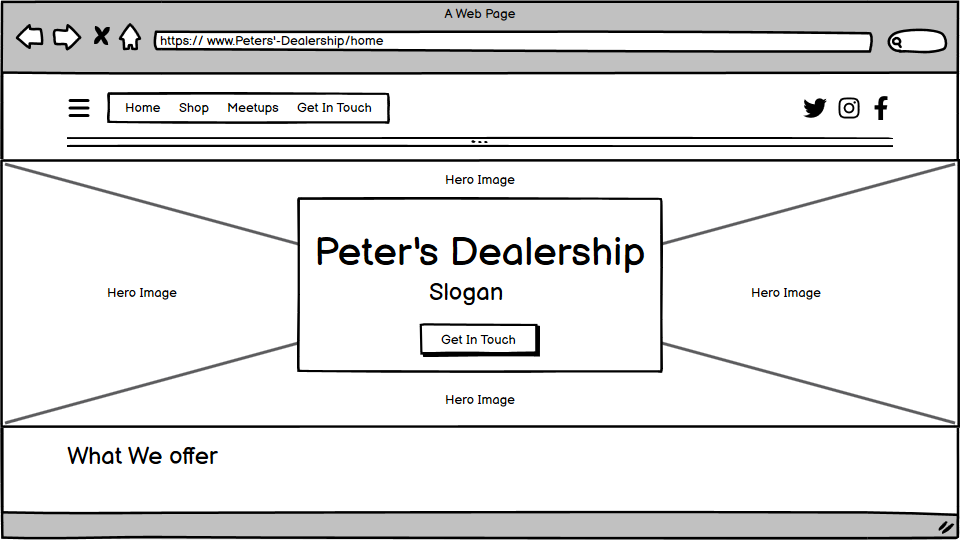 A Web Page
https:// www.Peters'-Dealership/home
Home Shop Meetups Get In Touch
Hero Image
Peter's Dealership
Slogan
Hero Image
Hero Image
Get In Touch
Hero Image
What We offer